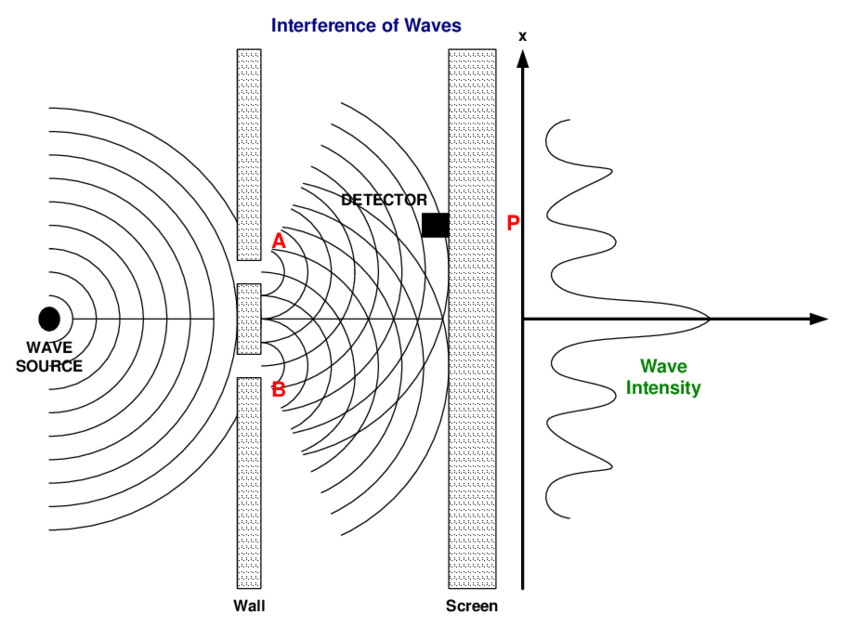 Interference of Waves
x
DETECTOR
P
A
WAVE
SOURCE
B
Wave
Intensity
Wall
Screen